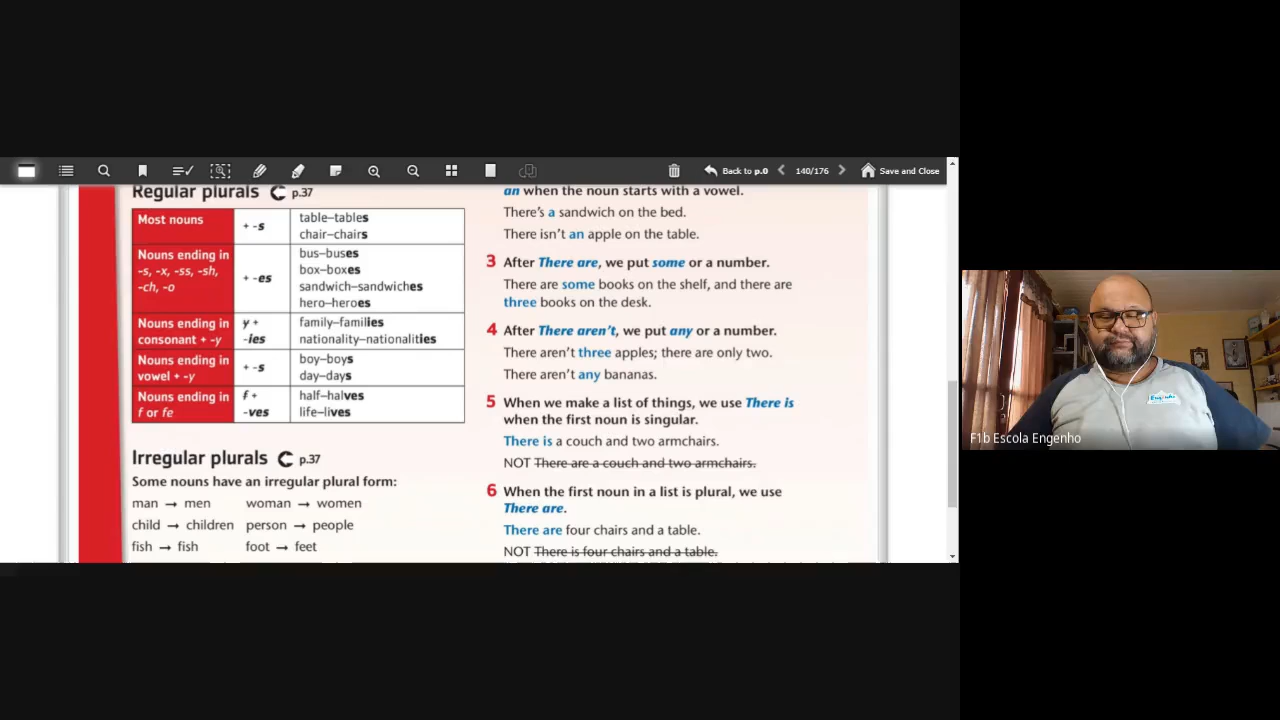 Back to p.0
140/176
Save and Close
Regular plurals C p.37
Most nouns
+ -s
table–tables
chair–chairs
Nouns ending in
-s, -x, -ss, -sh,
-ch, -o
+ -es
bus–buses
box–boxes
sandwich–sandwiches
hero–heroes
Nouns ending in
consonant + -y
y +
-ies
family–families
nationality–nationalities
Nouns ending in
vowel + -y
+ -s
boy–boys
day–days
Nouns ending in
f or fe
f +
-ves
half–halves
life–lives
Irregular plurals C p.37
Some nouns have an irregular plural form:
man → men woman → women
child → children person → people
fish → fish foot → feet
an when the noun starts with a vowel.
There's a sandwich on the bed.
There isn't an apple on the table.
3 After There are, we put some or a number.
There are some books on the shelf, and there are
three books on the desk.
4 After There aren't, we put any or a number.
There aren't three apples; there are only two.
There aren't any bananas.
5 When we make a list of things, we use There is
when the first noun is singular.
There is a couch and two armchairs.
NOT There are a couch and two armchairs.
6 When the first noun in a list is plural, we use
There are.
There are four chairs and a table.
NOT There is four chairs and a table.
F1b Escola Engenho